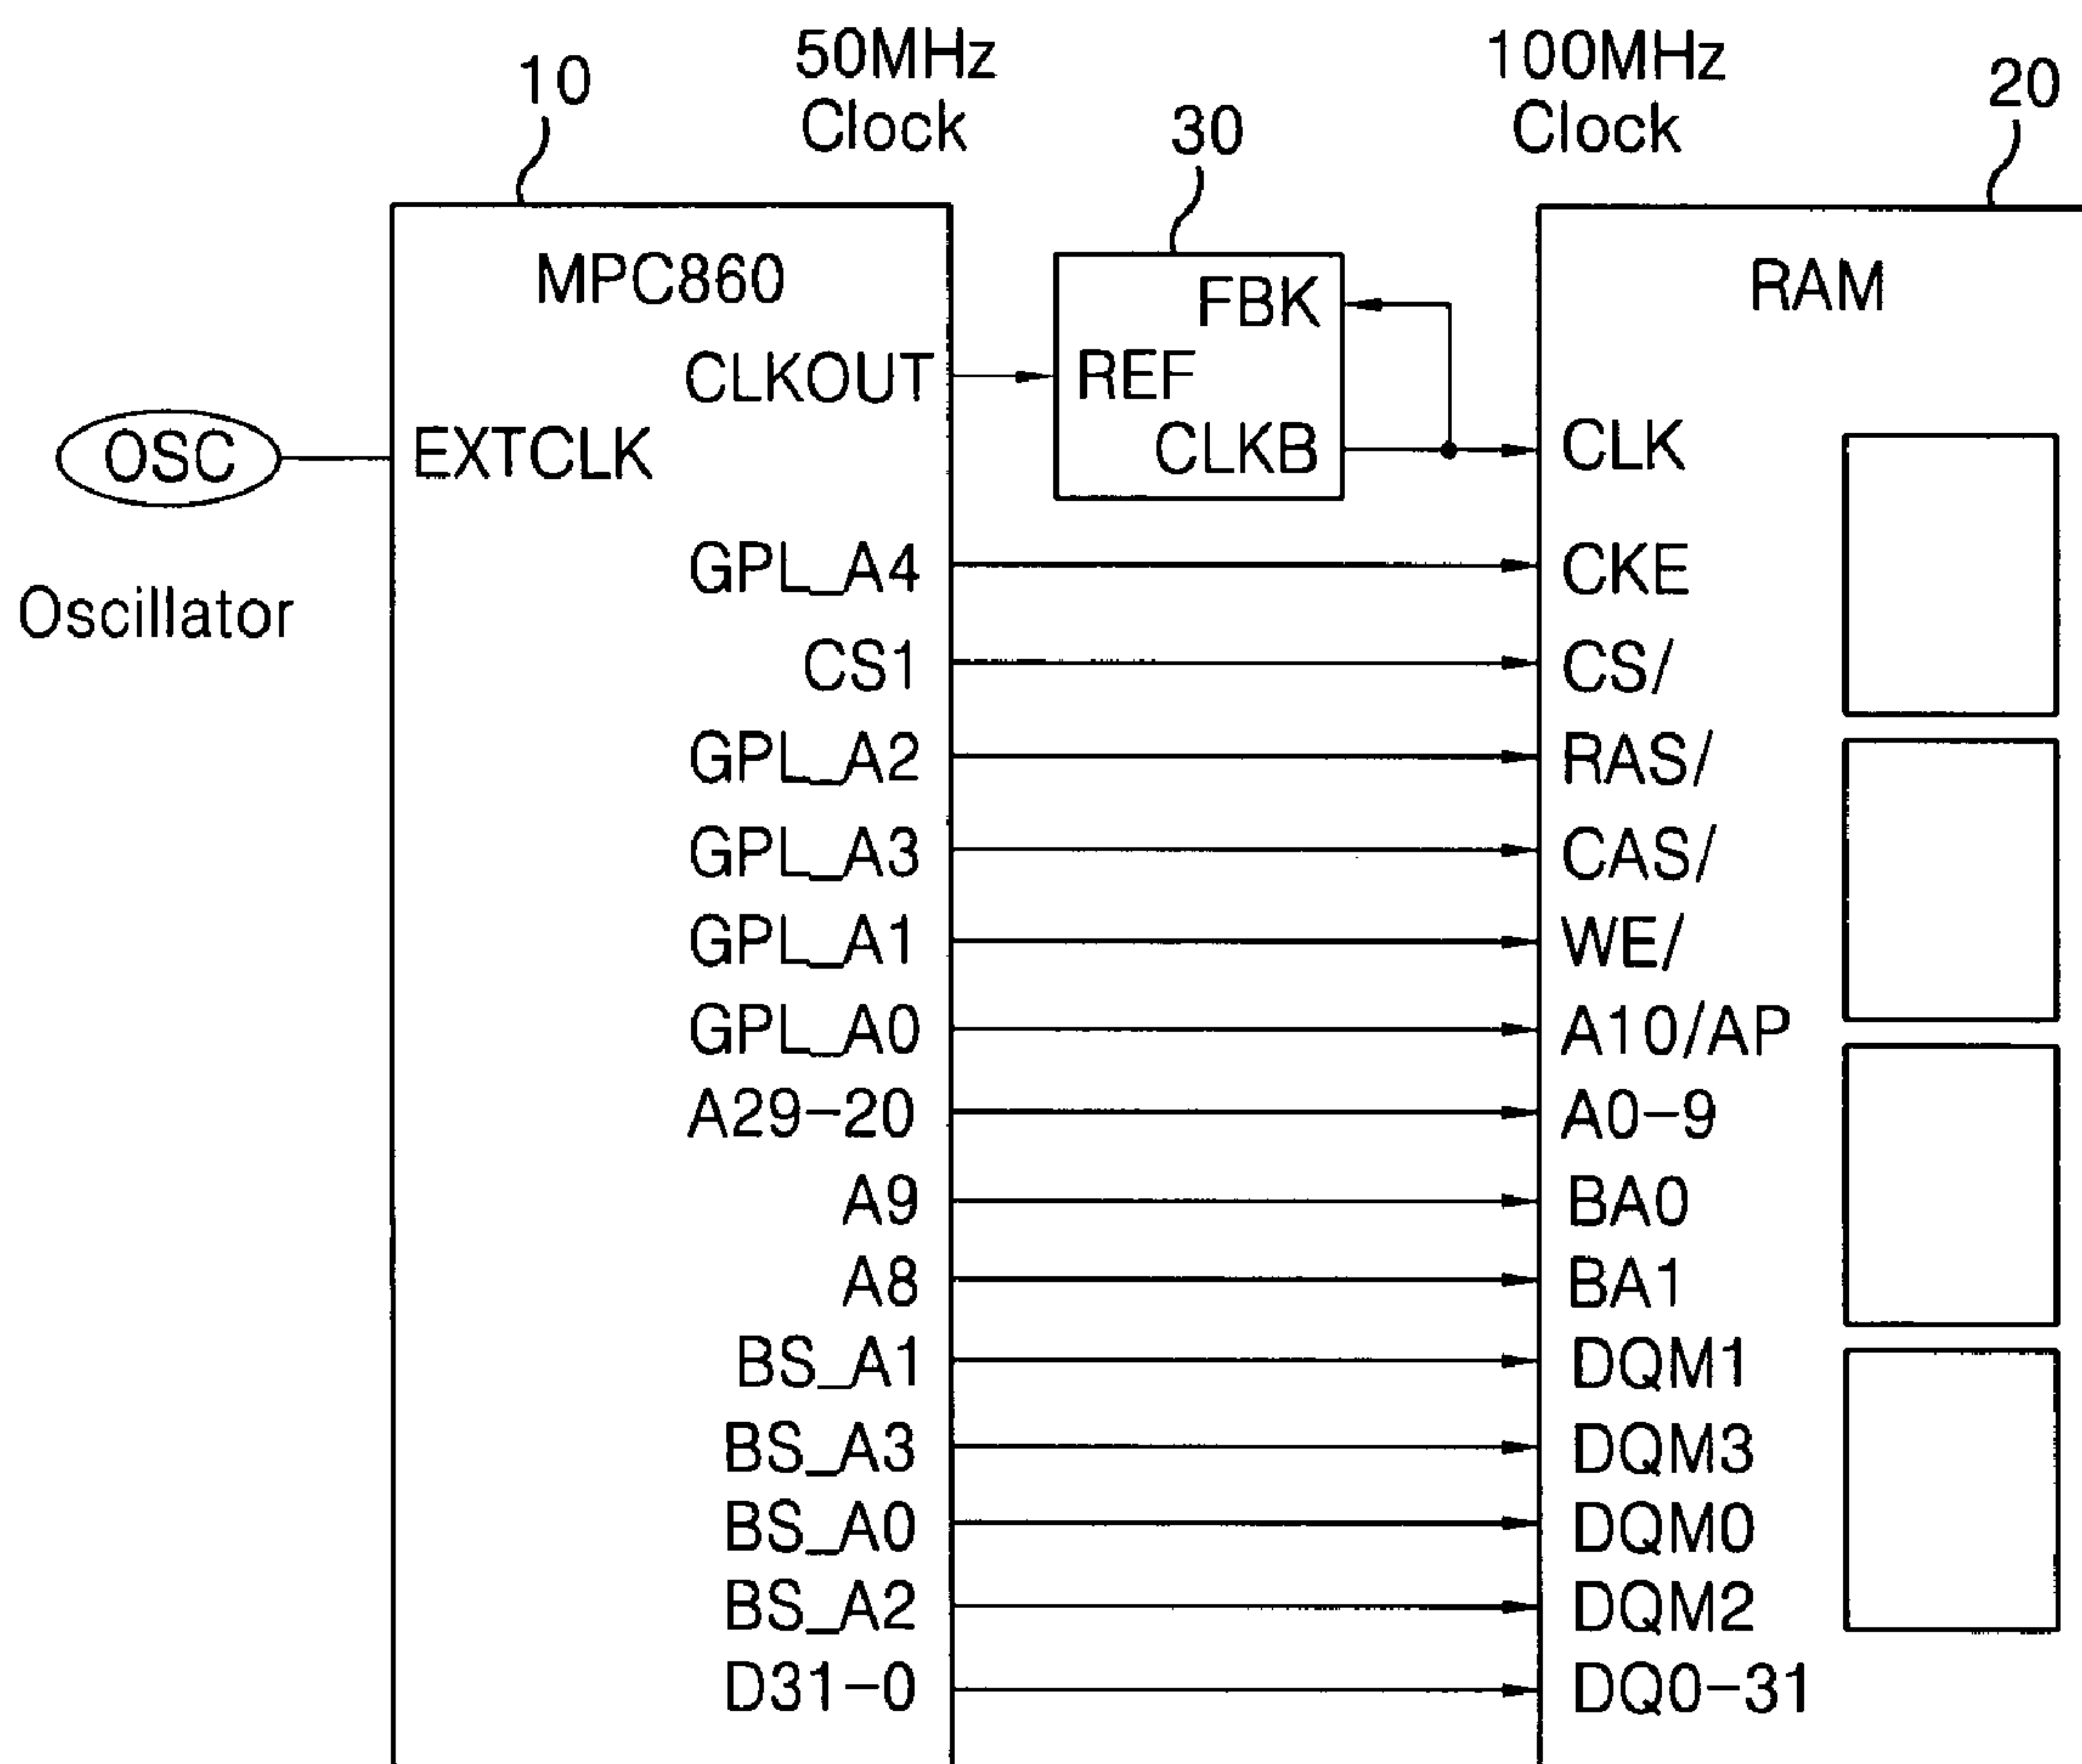 50MHz
Clock
100MHz
Clock
10
30
20
MPC860
RAM
FBK
CLKOUT
REF
CLKB
CLK
OSC
EXTCLK
Oscillator
GPL_A4
CKE
CS1
CS/
GPL_A2
RAS/
GPL_A3
CAS/
GPL_A1
WE/
GPL_A0
A10/AP
A29-20
A0-9
A9
BA0
A8
BA1
BS_A1
DQM1
BS_A3
DQM3
BS_A0
DQM0
BS_A2
DQM2
D31-0
DQ0-31